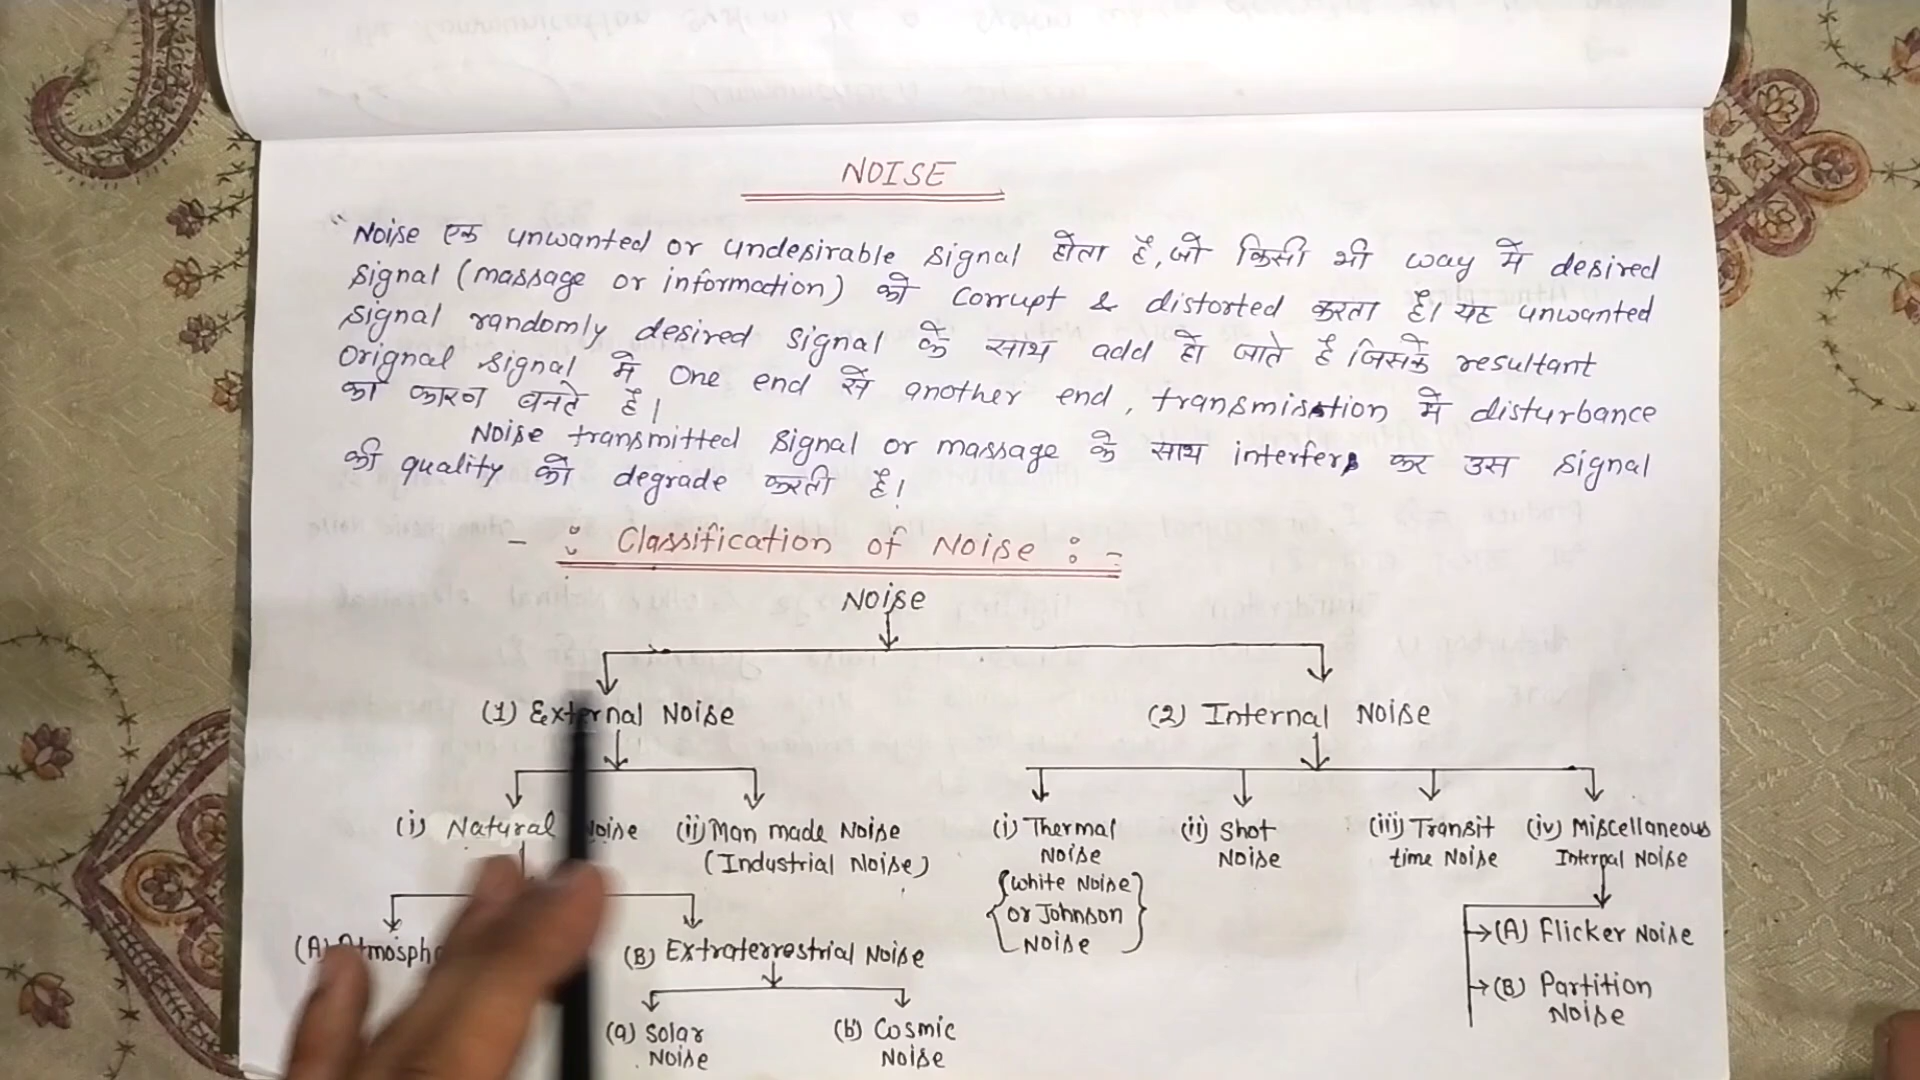 NOISE
"Noise एक unwanted or undesirable signal होता है, जो किसी भी way में desired
signal (massage or information) को corrupt & distorted करता है। यह unwanted
signal randomly desired signal के साथ add हो जाते है जिसके resultant
orignal signal में one end से another end, transmisstion में disturbance
का कारण बनते है।
Noise transmitted signal or massage के साथ interfer कर उस signal
की quality को degrade करती है।
-: Classification of Noise :-
Noise
(1) External Noise
(2) Internal Noise
(i) Natural Noise
(ii) Man made Noise
(Industrial Noise)
(i) Thermal
Noise
{White Noise
or Johnson
Noise}
(ii) Shot
Noise
(iii) Transit
time Noise
(iv) Miscellaneous
Internal Noise
(A)
(B) Extraterrestrial Noise
(a) Solar
Noise
(b) Cosmic
Noise
→(A) Flicker Noise
→(B) Partition
Noise